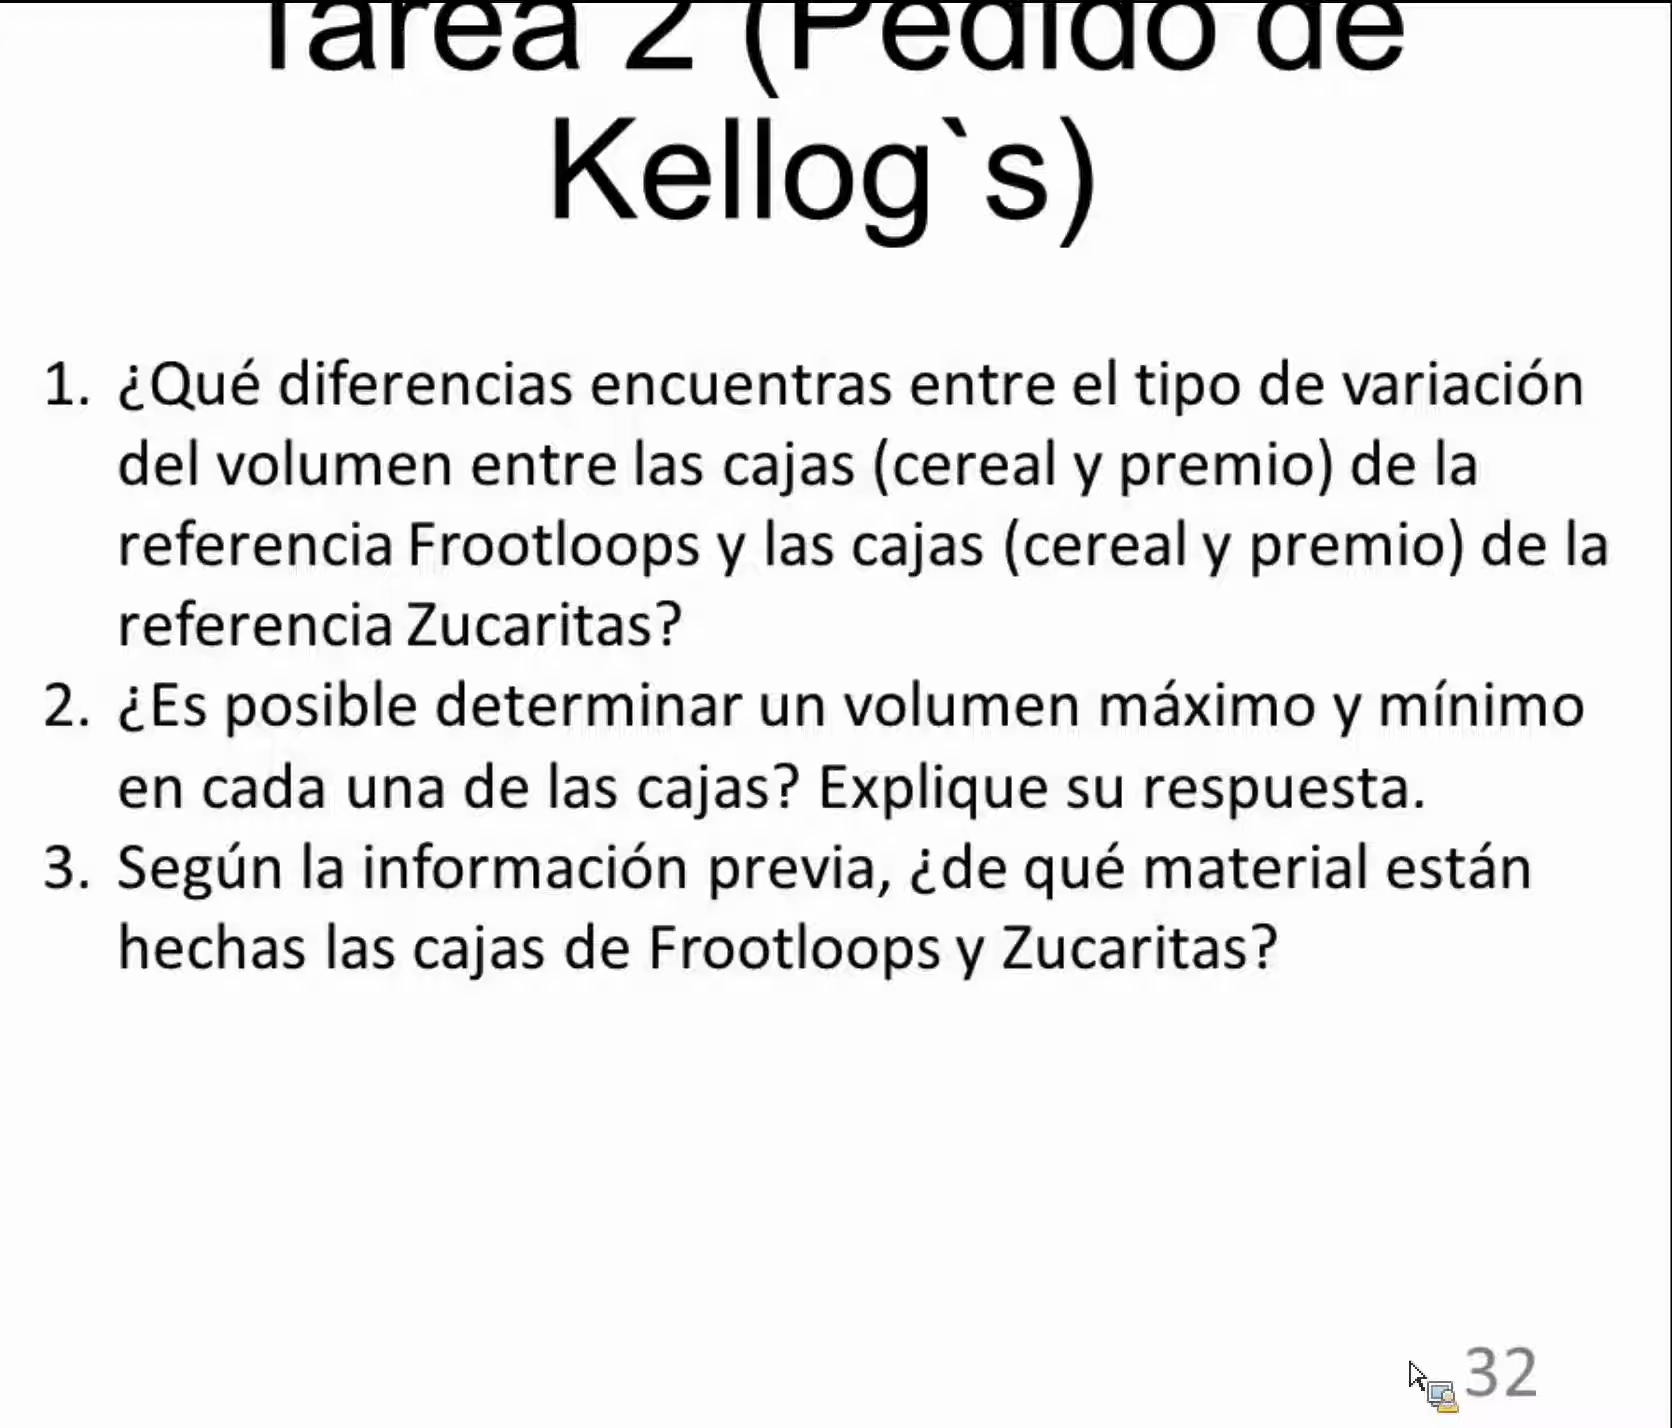 Tarea 2 (Pedido de
Kellog`s)
1. ¿Qué diferencias encuentras entre el tipo de variación
del volumen entre las cajas (cereal y premio) de la
referencia Frootloops y las cajas (cereal y premio) de la
referencia Zucaritas?
2. ¿Es posible determinar un volumen máximo y mínimo
en cada una de las cajas? Explique su respuesta.
3. Según la información previa, ¿de qué material están
hechas las cajas de Frootloops y Zucaritas?
32